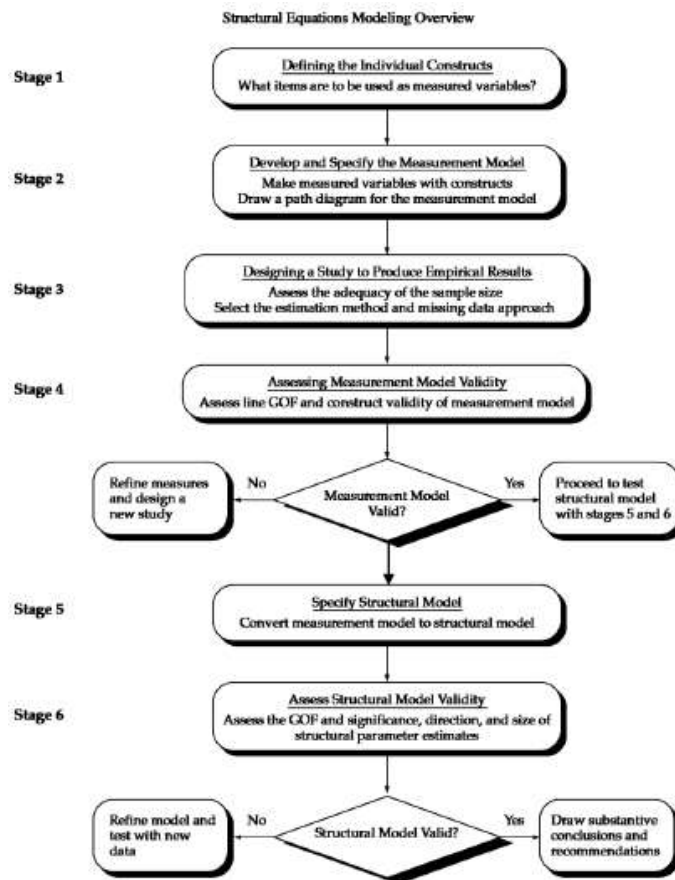 Structural Equations Modeling Overview
Stage 1
Defining the Individual Constructs
What items are to be used as measured variables?
Stage 2
Develop and Specify the Measurement Model
Make measured variables with constructs
Draw a path diagram for the measurement model
Stage 3
Designing a Study to Produce Empirical Results
Assess the adequacy of the sample size
Select the estimation method and missing data approach
Stage 4
Assessing Measurement Model Validity
Assess line GOF and construct validity of measurement model
Refine measures
and design a
new study
No
Measurement Model
Valid?
Yes
Proceed to test
structural model
with stages 5 and 6
Stage 5
Specify Structural Model
Convert measurement model to structural model
Stage 6
Assess Structural Model Validity
Assess the GOF and significance, direction, and size of
structural parameter estimates
Refine model and
test with new
data
No
Structural Model Valid?
Yes
Draw substantive
conclusions and
recommendations